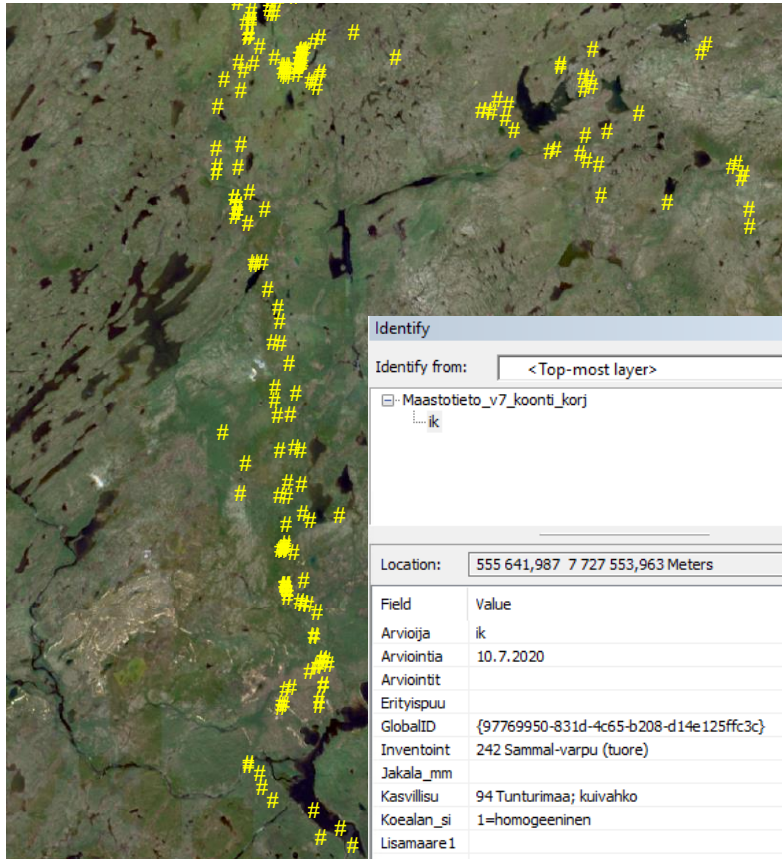 Identify
Identify from: <Top-most layer>
Maastotieto_v7_koonti_korj
ik
Location: 555 641,987 7 727 553,963 Meters
Field Value
Arvioija ik
Arviointia 10.7.2020
Arviointit
Erityispuu
GlobalID {97769950-831d-4c65-b208-d14e125ffc3c}
Inventoint 242 Sammal-varpu (tuore)
Jakala_mm
Kasvillisu 94 Tunturimaa; kuivahko
Koealan_si 1=homogeeninen
Lisamaare1